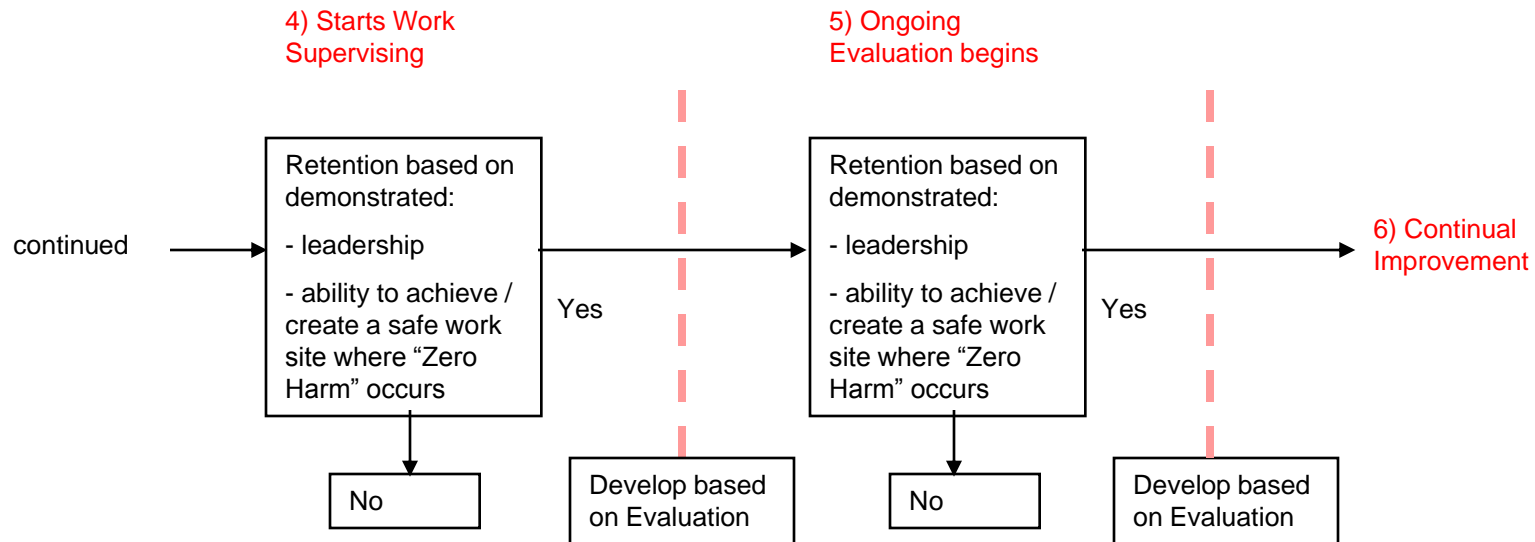 4) Starts Work
Supervising
5) Ongoing
Evaluation begins
continued
Retention based on
demonstrated:
- leadership
- ability to achieve /
create a safe work
site where “Zero
Harm” occurs
Yes
No
Develop based
on Evaluation
Retention based on
demonstrated:
- leadership
- ability to achieve /
create a safe work
site where “Zero
Harm” occurs
Yes
No
Develop based
on Evaluation
6) Continual
Improvement